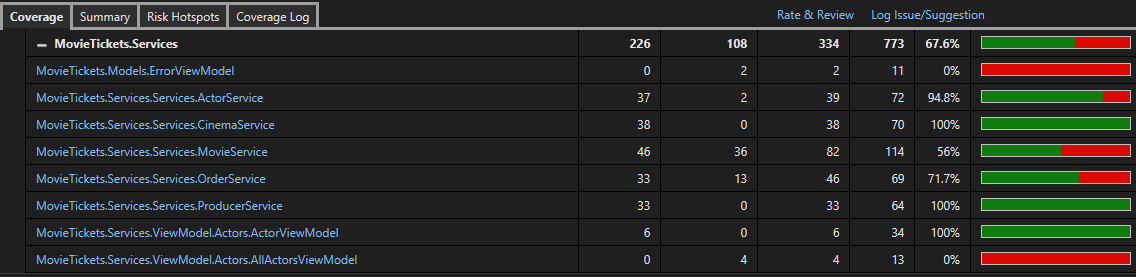 Coverage Summary Risk Hotspots Coverage Log Rate & Review Log Issue/Suggestion
MovieTickets.Services 226 108 334 773 67.6%
MovieTickets.Models.ErrorViewModel 0 2 2 11 0%
MovieTickets.Services.Services.ActorService 37 2 39 72 94.8%
MovieTickets.Services.Services.CinemaService 38 0 38 70 100%
MovieTickets.Services.Services.MovieService 46 36 82 114 56%
MovieTickets.Services.Services.OrderService 33 13 46 69 71.7%
MovieTickets.Services.Services.ProducerService 33 0 33 64 100%
MovieTickets.Services.ViewModel.Actors.ActorViewModel 6 0 6 34 100%
MovieTickets.Services.ViewModel.Actors.AllActorsViewModel 0 4 4 13 0%